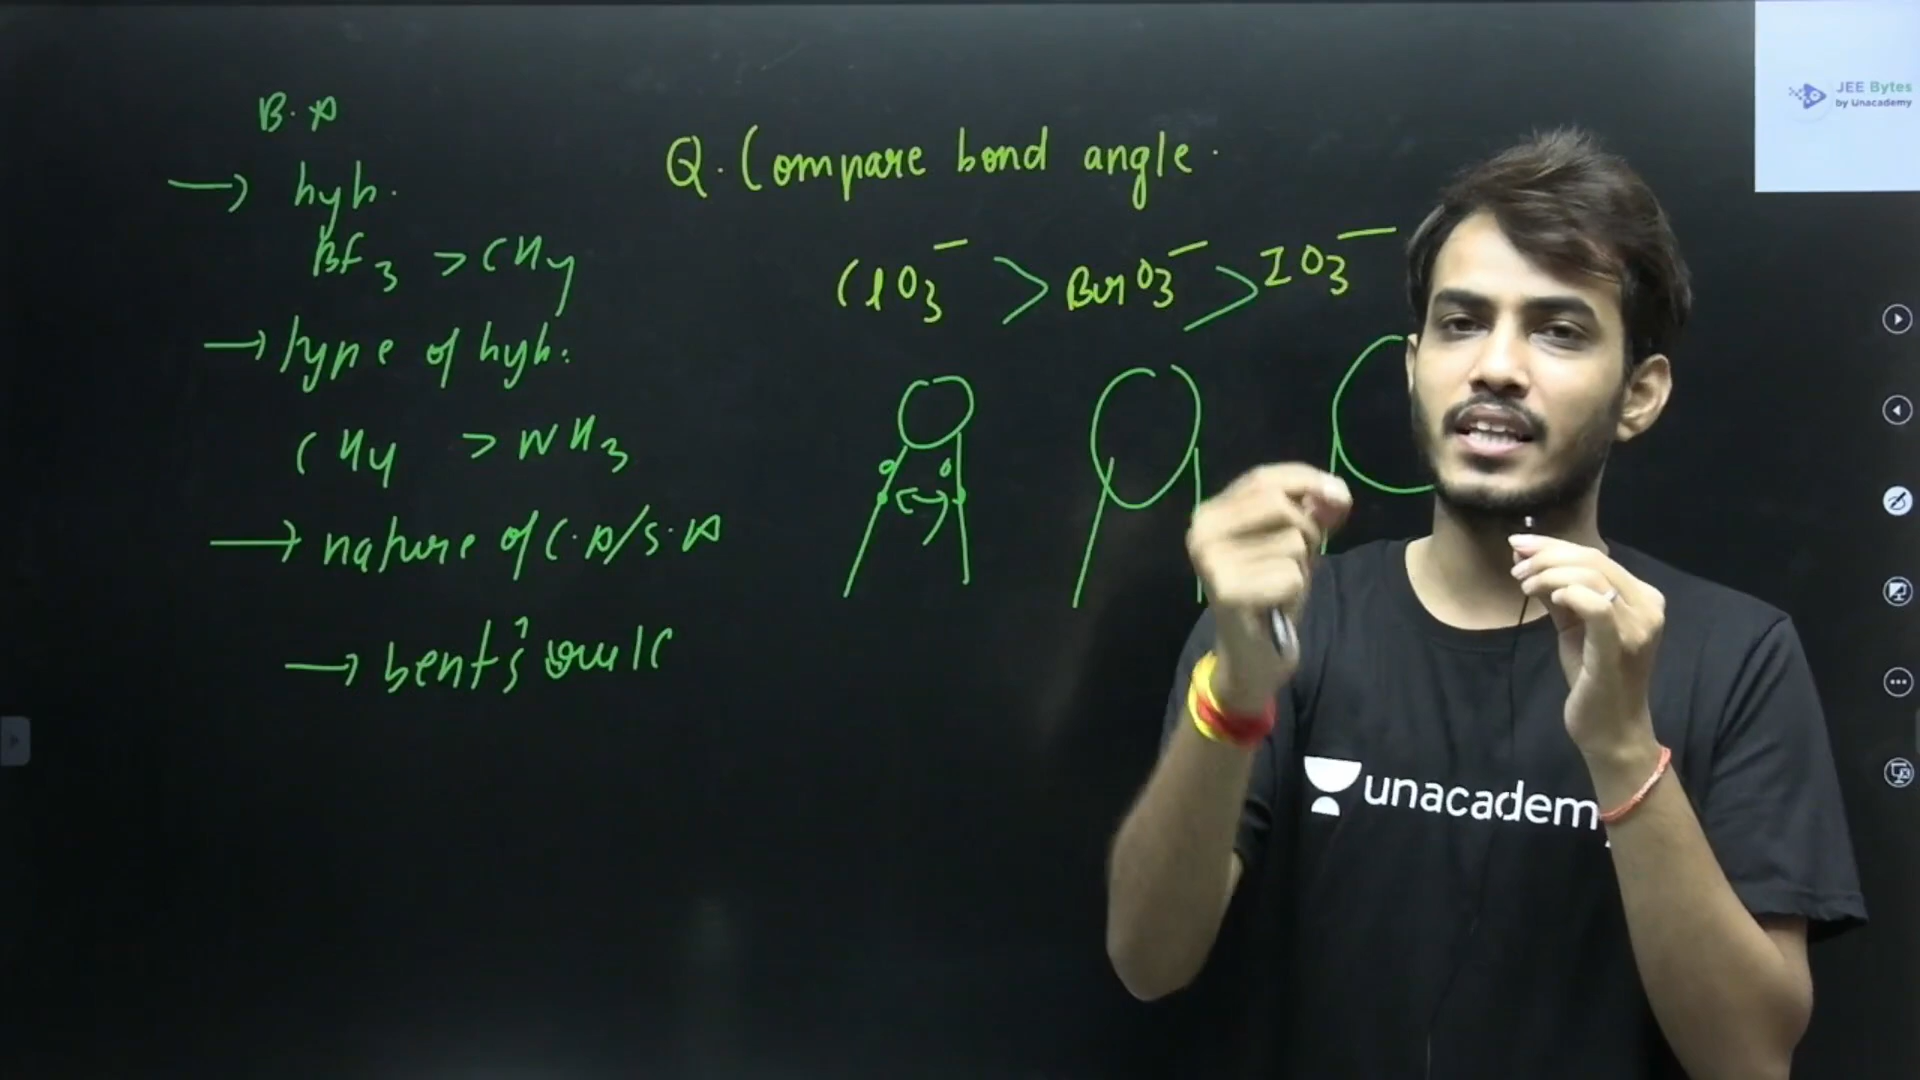 B.A
→ hyb.
BF3 > CH4
→ type of hyb.
CH4 > NH3
→ nature of C.A/S.A
→ bent's rule
Q. Compare bond angle.
ClO3⁻ > BrO3⁻ > IO3⁻
JEE Bytes
by Unacademy
unacademy